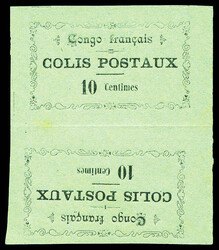 Congo français
COLIS POSTAUX
10 Centimes
10 Centimes
COLIS POSTAUX
Congo français